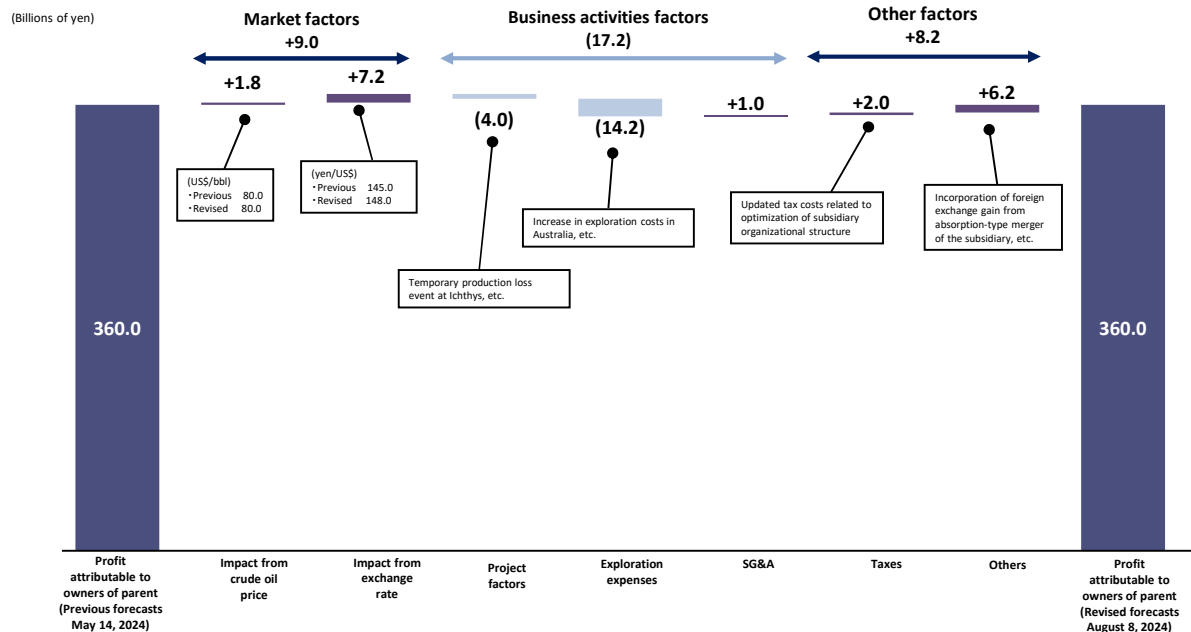 (Billions of yen)
Market factors
+9.0
Business activities factors
(17.2)
Other factors
+8.2
+1.8
+7.2
(4.0)
(14.2)
+1.0
+2.0
+6.2
(US$/bbl)
・Previous 80.0
・Revised 80.0
(yen/US$)
・Previous 145.0
・Revised 148.0
Temporary production loss
event at Ichthys, etc.
Increase in exploration costs in
Australia, etc.
Updated tax costs related to
optimization of subsidiary
organizational structure
Incorporation of foreign
exchange gain from
absorption-type merger
of the subsidiary, etc.
360.0
360.0
Profit
attributable to
owners of parent
(Previous forecasts
May 14, 2024)
Impact from
crude oil
price
Impact from
exchange
rate
Project
factors
Exploration
expenses
SG&A
Taxes
Others
Profit
attributable to
owners of parent
(Revised forecasts
August 8, 2024)